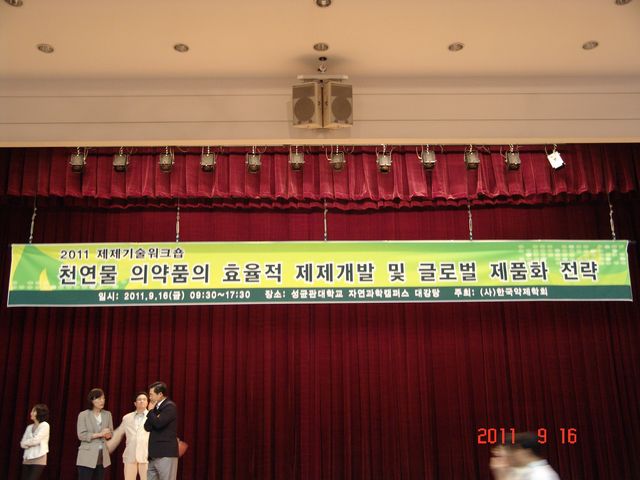 2011 제제기술워크숍
천연물 의약품의 효율적 제제개발 및 글로벌 제품화 전략
일시: 2011.9.16(금) 09:30~17:30 장소: 성균관대학교 자연과학캠퍼스 대강당 주최: (사)한국약제학회
2011 9 16